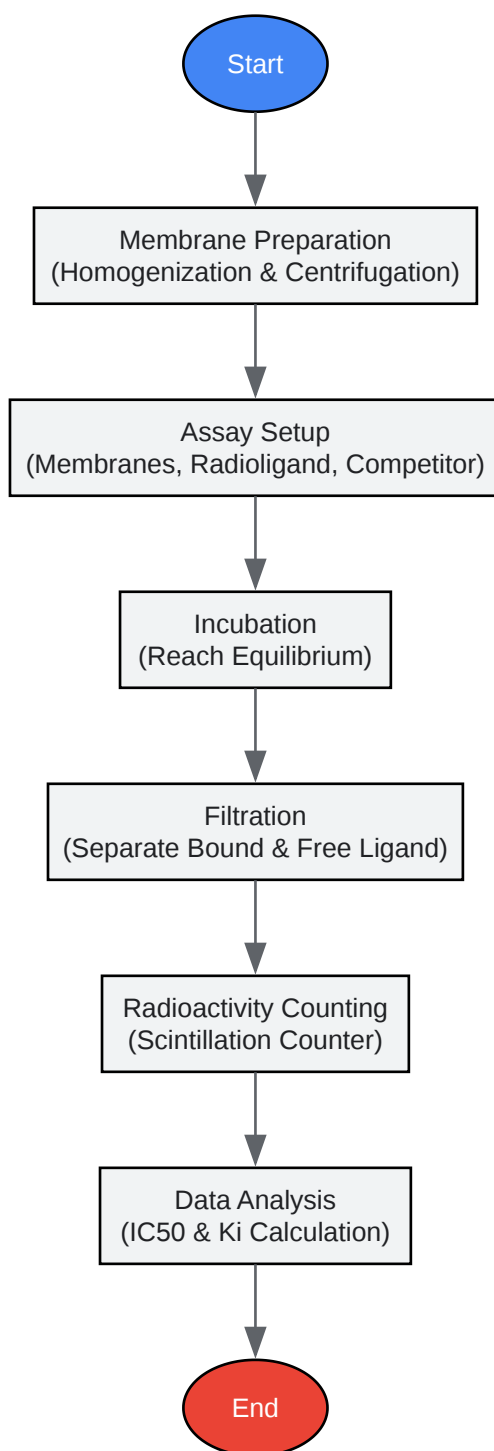 Start
Membrane Preparation
(Homogenization & Centrifugation)
Assay Setup
(Membranes, Radioligand, Competitor)
Incubation
(Reach Equilibrium)
Filtration
(Separate Bound & Free Ligand)
Radioactivity Counting
(Scintillation Counter)
Data Analysis
(IC50 & Ki Calculation)
End